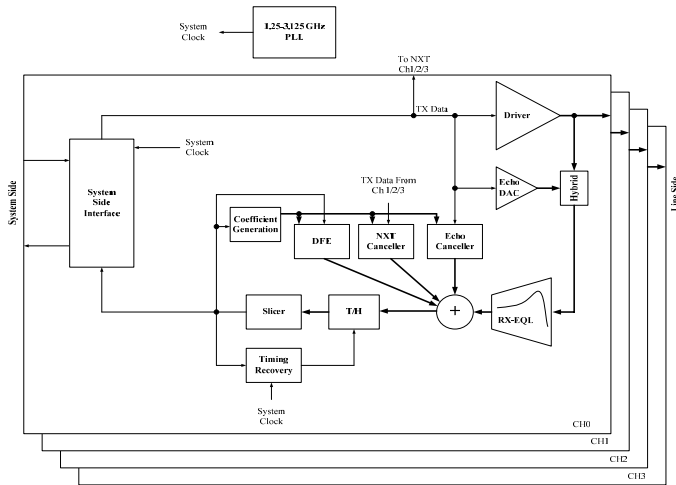 System
Clock
1.25-3.125 GHz
PLL
To NXT
Ch1/2/3
TX Data
Driver
System
Clock
System Side
System
Side
Interface
TX Data From
Ch 1/2/3
Echo
DAC
Hybrid
Line Side
Coefficient
Generation
DFE
NXT
Canceller
Echo
Canceller
Slicer
T/H
+
RX-EQL
Timing
Recovery
System
Clock
CH0
CH1
CH2
CH3